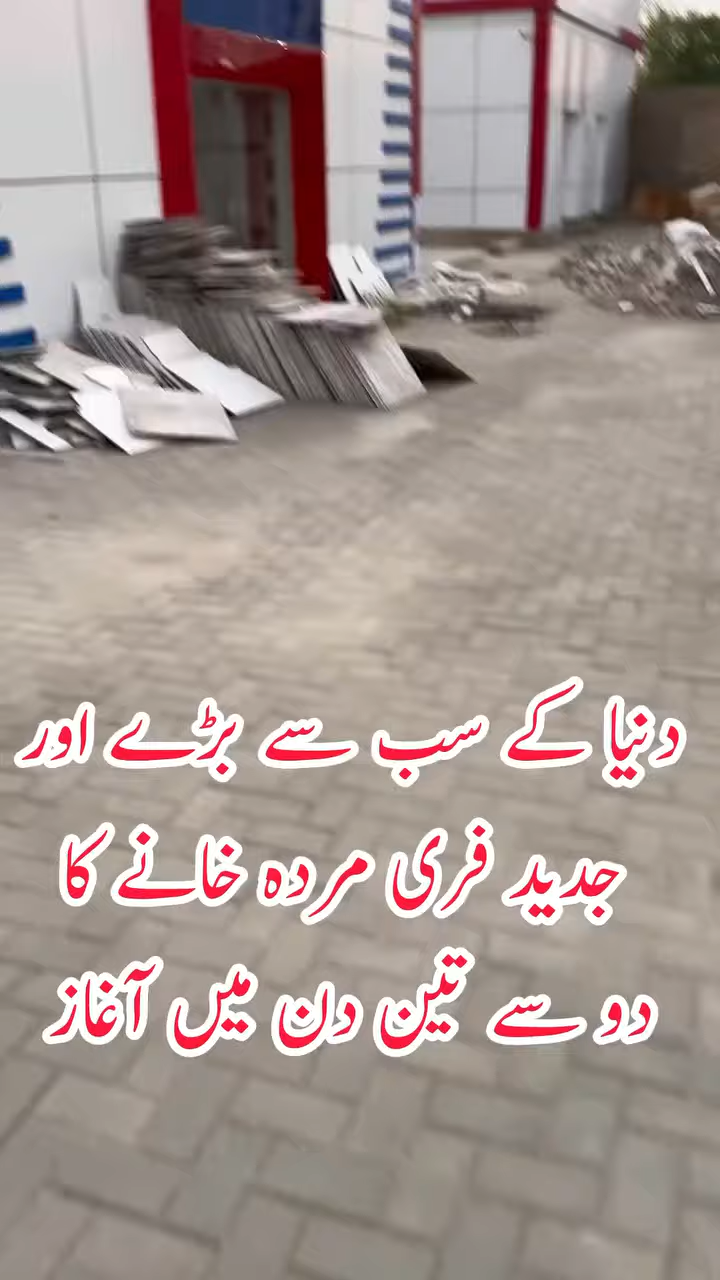 دنیا کے سب سے بڑے اور
جدید فری مردہ خانے کا
دو سے تین دن میں آغاز